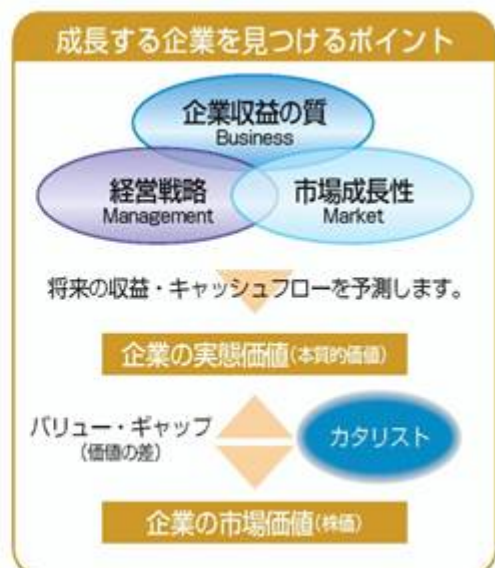 成長する企業を見つけるポイント
企業収益の質
Business
経営戦略
Management
市場成長性
Market
将来の収益・キャッシュフローを予測します。
企業の実態価値(本質的価値)
バリュー・ギャップ
(価値の差)
カタリスト
企業の市場価値(株価)